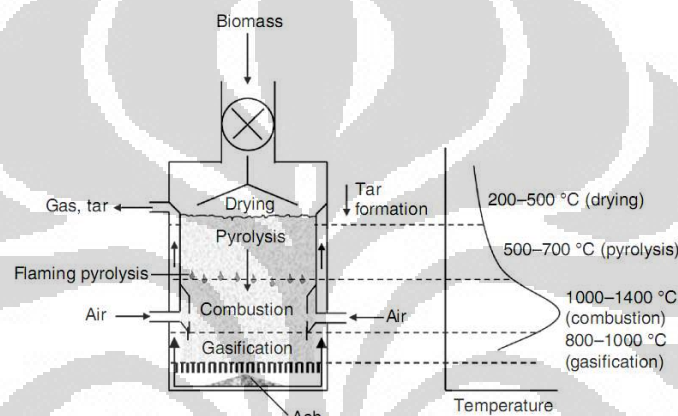 Biomass
Gas, tar
Drying
Tar
formation
Pyrolysis
Flaming pyrolysis
Air
Combustion
Air
Gasification
Ash
200–500 °C (drying)
500–700 °C (pyrolysis)
1000–1400 °C
(combustion)
800–1000 °C
(gasification)
Temperature